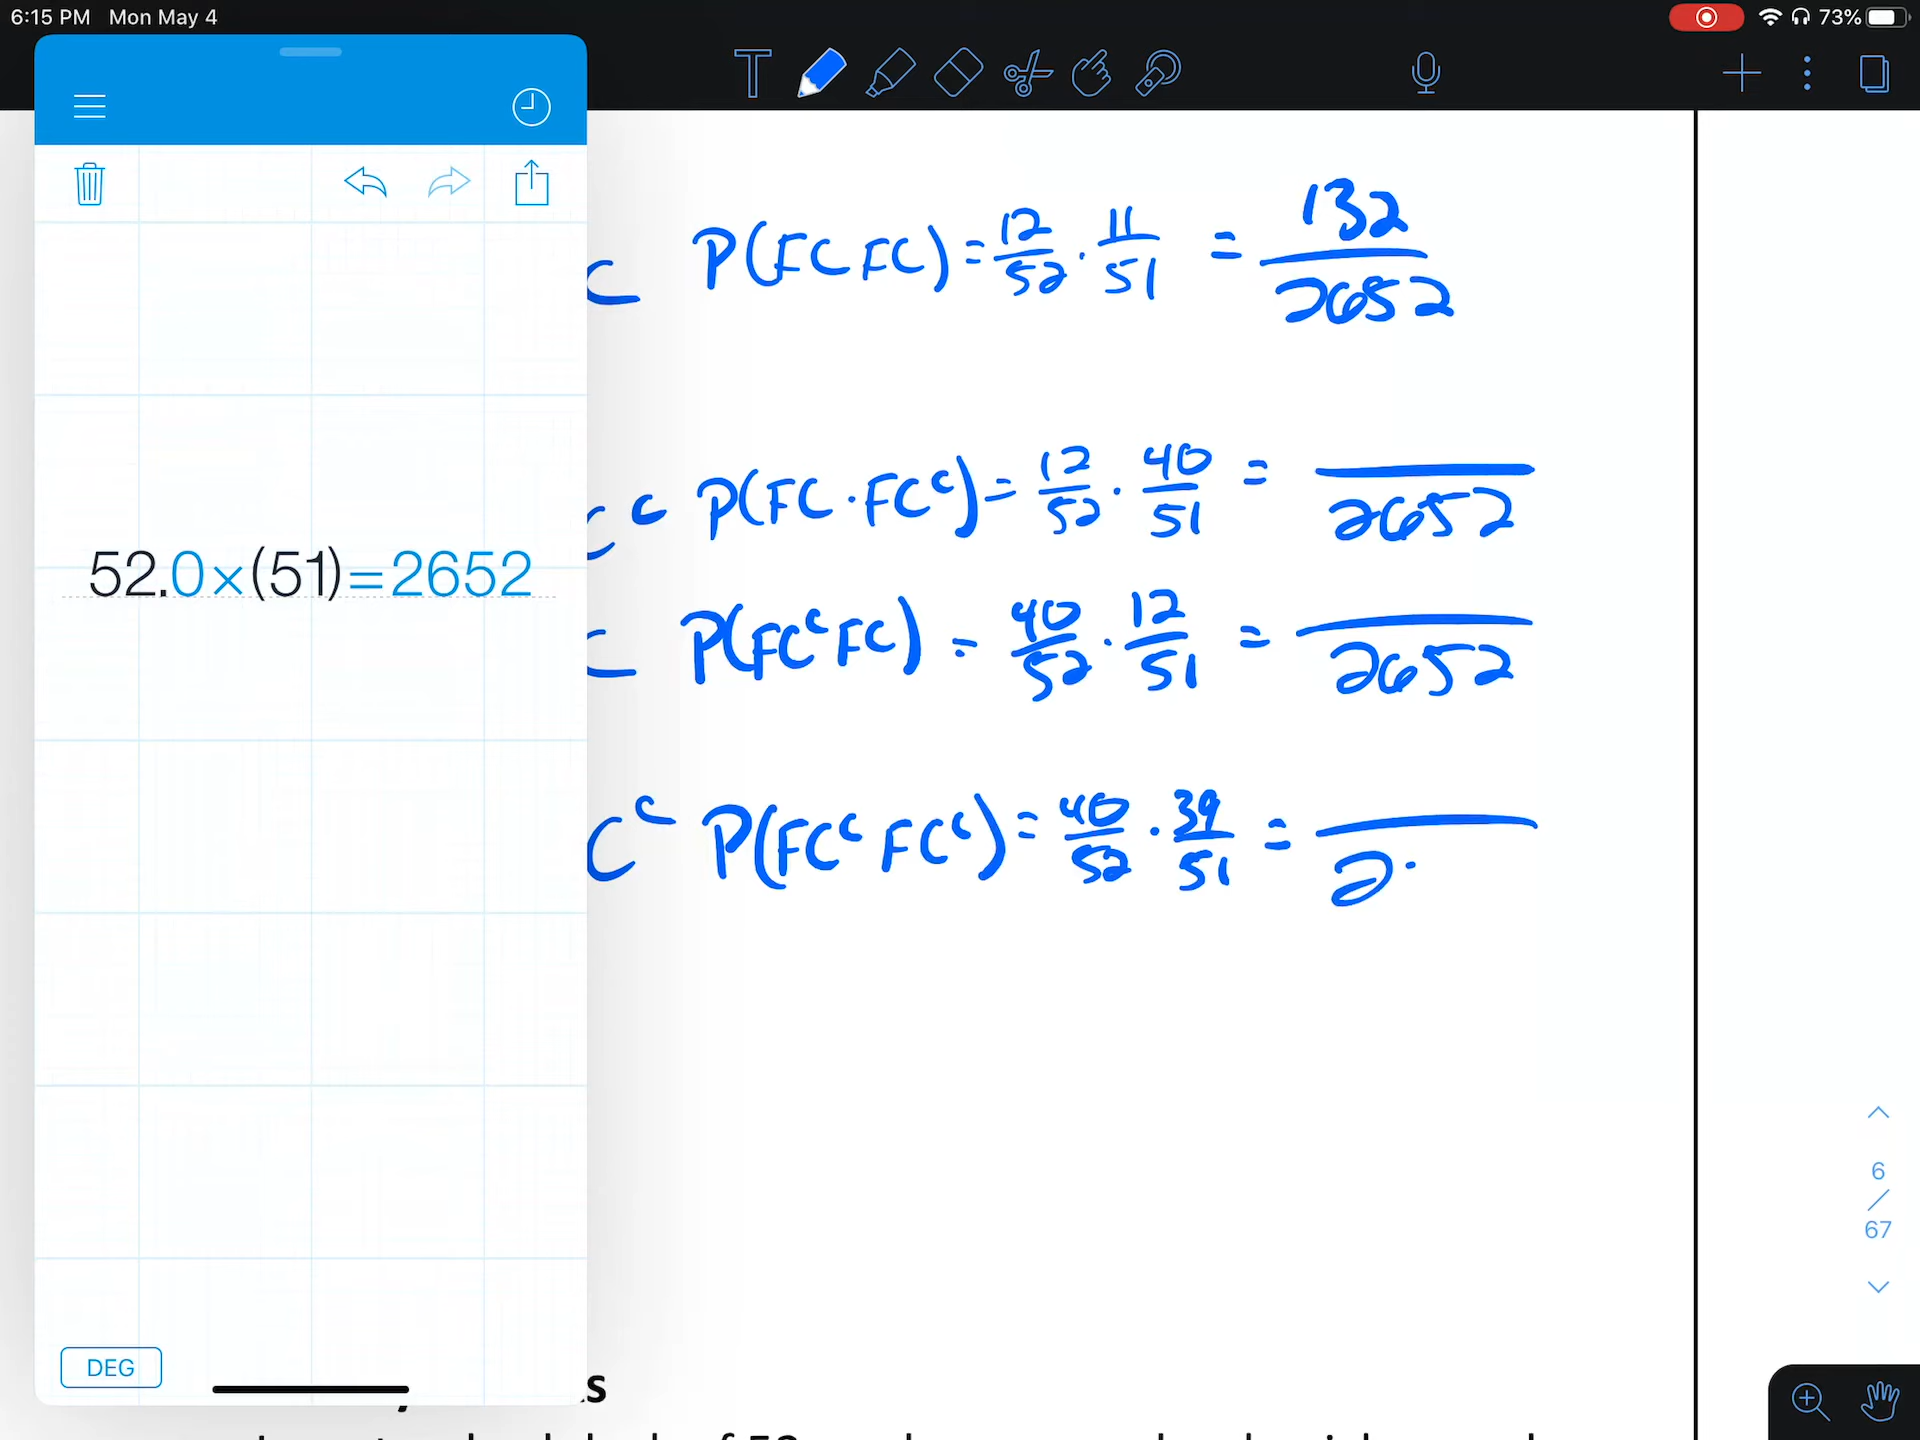 6:15 PM Mon May 4
73%
T
C P(FC FC) = 12/52 · 11/51 = 132/2652
C C P(FC · FC^C) = 12/52 · 40/51 = /2652
52.0×(51)=2652
C P(FC^C FC) = 40/52 · 12/51 = /2652
C^C P(FC^C FC^C) = 40/52 · 39/51 = /2
6
/
67
DEG
s